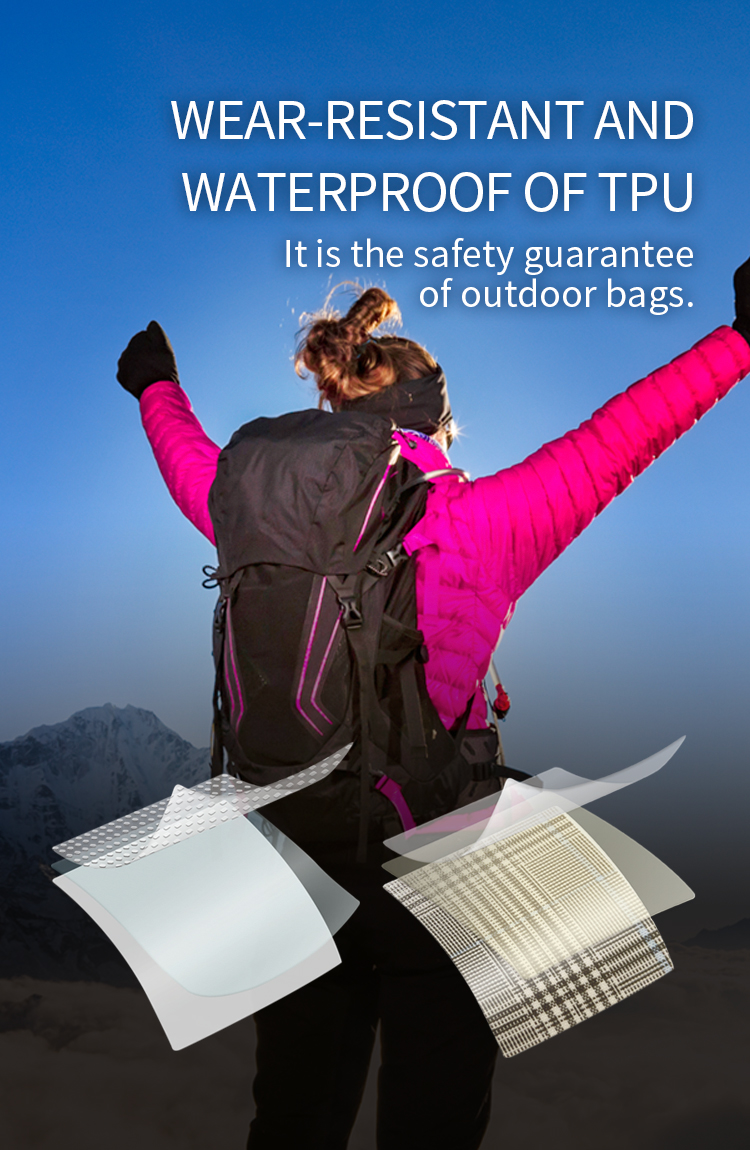 WEAR-RESISTANT AND
WATERPROOF OF TPU
It is the safety guarantee
of outdoor bags.